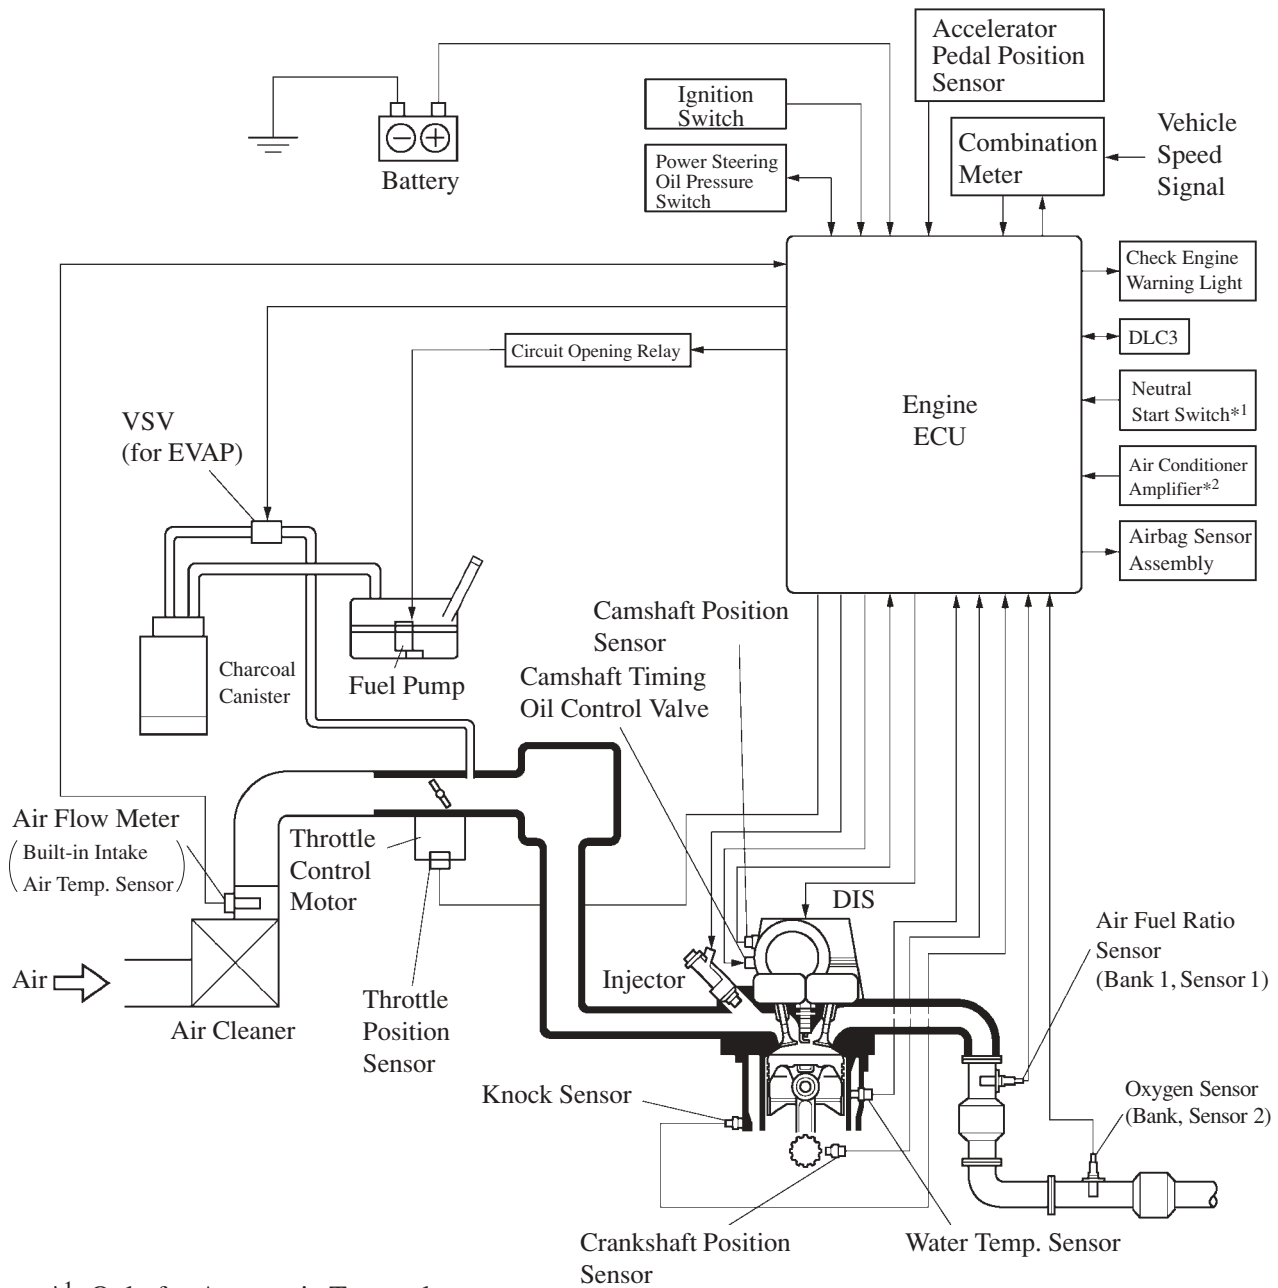 Accelerator
Pedal Position
Sensor
Ignition
Switch
Combination
Meter
Vehicle
Speed
Signal
Power Steering
Oil Pressure
Switch
Battery
Check Engine
Warning Light
DLC3
Circuit Opening Relay
Neutral
Start Switch*1
Engine
ECU
VSV
(for EVAP)
Air Conditioner
Amplifier*2
Airbag Sensor
Assembly
Camshaft Position
Sensor
Camshaft Timing
Oil Control Valve
Charcoal
Canister
Fuel Pump
Air Flow Meter
(Built-in Intake
Air Temp. Sensor)
Throttle
Control
Motor
DIS
Air Fuel Ratio
Sensor
(Bank 1, Sensor 1)
Air
Injector
Air Cleaner
Throttle
Position
Sensor
Knock Sensor
Oxygen Sensor
(Bank, Sensor 2)
Crankshaft Position
Sensor
Water Temp. Sensor